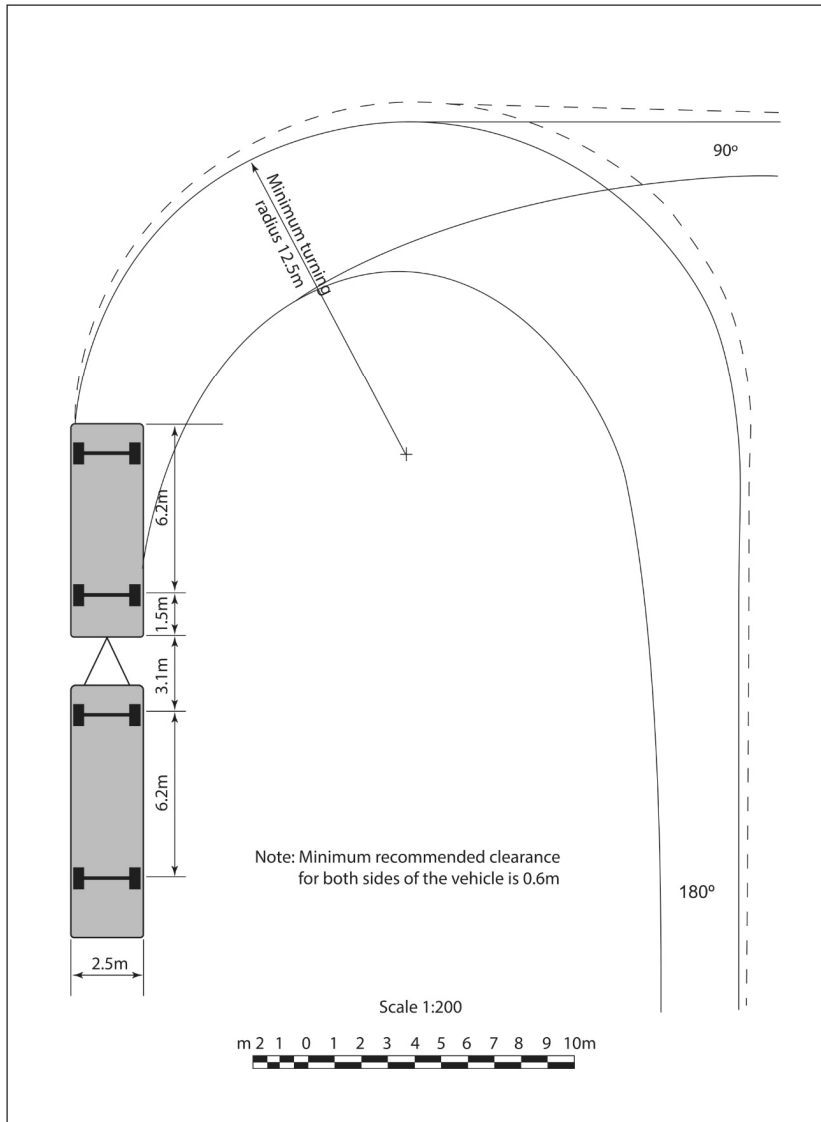 90º
Minimum turning
radius 12.5m
6.2m
1.5m
3.1m
6.2m
Note: Minimum recommended clearance
for both sides of the vehicle is 0.6m
180º
2.5m
Scale 1:200
m 2 1 0 1 2 3 4 5 6 7 8 9 10m